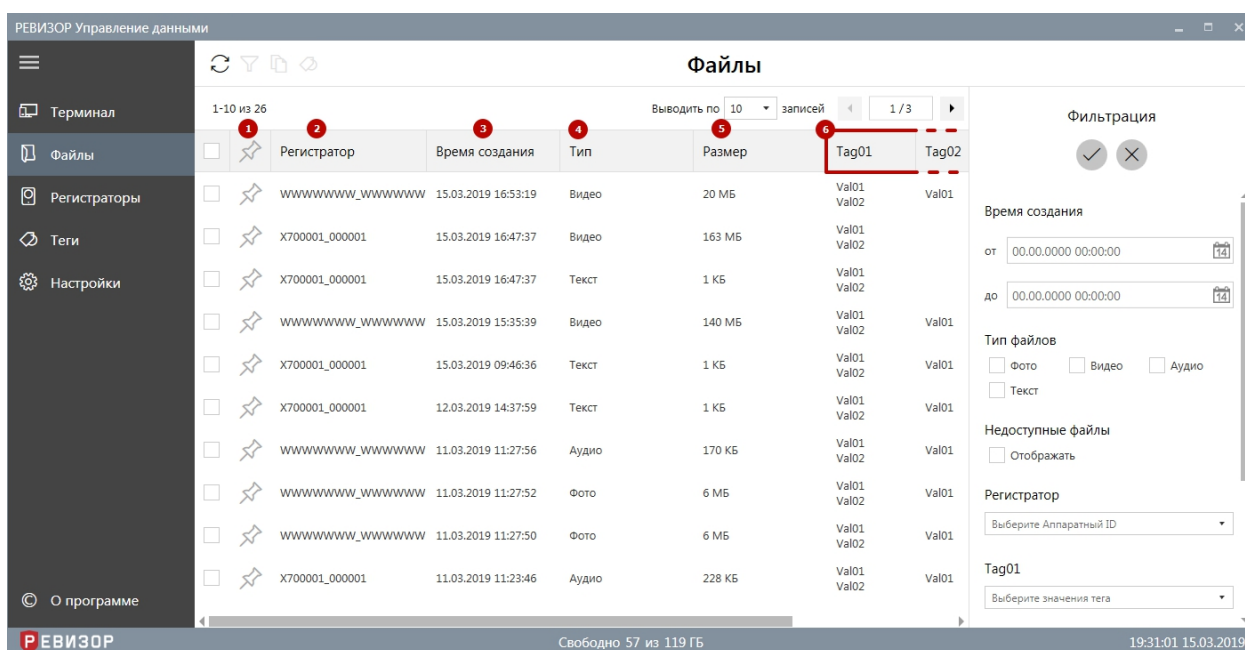 РЕВИЗОР Управление данными
Файлы
Терминал
Файлы
Регистраторы
Теги
Настройки
О программе
1-10 из 26
Выводить по 10 записей 1 / 3
1 2 3 4 5 6
Регистратор Время создания Тип Размер Tag01 Tag02
WWWWWWW_WWWWWW 15.03.2019 16:53:19 Видео 20 МБ Val01 Val01
Val02
X700001_000001 15.03.2019 16:47:37 Видео 163 МБ Val01
Val02
X700001_000001 15.03.2019 16:47:37 Текст 1 КБ Val01
Val02
WWWWWWW_WWWWWW 15.03.2019 15:35:39 Видео 140 МБ Val01 Val01
Val02
X700001_000001 15.03.2019 09:46:36 Текст 1 КБ Val01 Val01
Val02
X700001_000001 12.03.2019 14:37:59 Текст 1 КБ Val01 Val01
Val02
WWWWWWW_WWWWWW 11.03.2019 11:27:56 Аудио 170 КБ Val01 Val01
Val02
WWWWWWW_WWWWWW 11.03.2019 11:27:52 Фото 6 МБ Val01 Val01
Val02
WWWWWWW_WWWWWW 11.03.2019 11:27:50 Фото 6 МБ Val01 Val01
Val02
X700001_000001 11.03.2019 11:23:46 Аудио 228 КБ Val01 Val01
Val02
Фильтрация
Время создания
от 00.00.0000 00:00:00 14
до 00.00.0000 00:00:00 14
Тип файлов
Фото Видео Аудио
Текст
Недоступные файлы
Отображать
Регистратор
Выберите Аппаратный ID
Tag01
Выберите значения тега
РЕВИЗОР Свободно 57 из 119 ГБ 19:31:01 15.03.2019